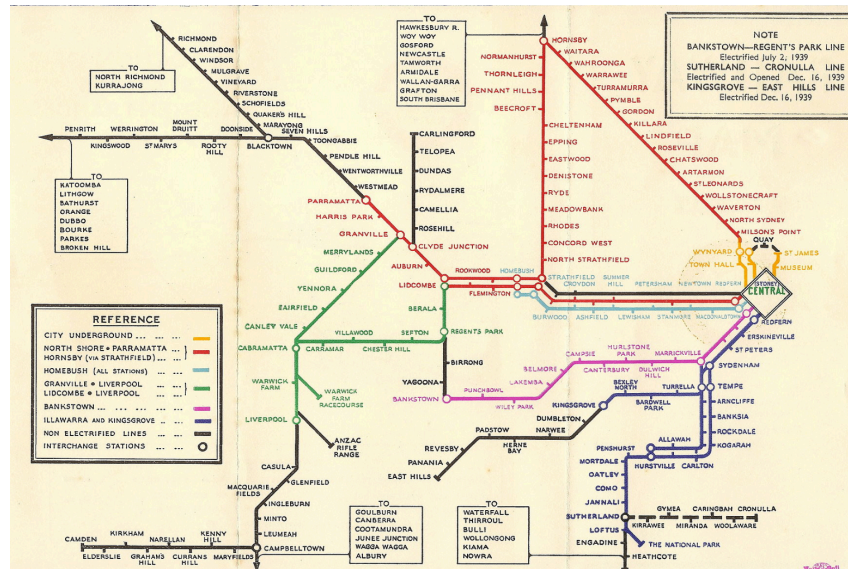 RICHMOND
CLARENDON
WINDSOR
MULGRAVE
VINEYARD
RIVERSTONE
SCHOFIELDS
QUAKER'S HILL
MARAYONG
TO
NORTH RICHMOND
KURRAJONG
TO
HAWKESBURY R.
WOY WOY
GOSFORD
NEWCASTLE
TAMWORTH
ARMIDALE
WALLAN-GARRA
GRAFTON
SOUTH BRISBANE
NOTE
BANKSTOWN—REGENT'S PARK LINE
Electrified July 2, 1939
SUTHERLAND — CRONULLA LINE
Electrified and Opened Dec. 16, 1939
KINGSGROVE — EAST HILLS LINE
Electrified Dec. 16, 1939
HORNSBY
WAITARA
WAHROONGA
WARRAWEE
TURRAMURRA
PYMBLE
GORDON
KILLARA
LINDFIELD
ROSEVILLE
CHATSWOOD
ARTARMON
ST LEONARDS
WOLLSTONECRAFT
WAVERTON
NORTH SYDNEY
MILSON'S POINT
NORMANHURST
THORNLEIGH
PENNANT HILLS
BEECROFT
CHELTENHAM
EPPING
EASTWOOD
DENISTONE
RYDE
MEADOWBANK
RHODES
CONCORD WEST
NORTH STRATHFIELD
PENRITH
WERRINGTON
MOUNT
DRUITT
DOONSIDE
KINGSWOOD
ST MARYS
ROOTY
HILL
BLACKTOWN
SEVEN HILLS
TOONGABBIE
PENDLE HILL
WENTWORTHVILLE
WESTMEAD
PARRAMATTA
HARRIS PARK
GRANVILLE
TO
KATOOMBA
LITHGOW
BATHURST
ORANGE
DUBBO
BOURKE
PARKES
BROKEN HILL
CARLINGFORD
TELOPEA
DUNDAS
RYDALMERE
CAMELLIA
ROSEHILL
CLYDE JUNCTION
AUBURN
LIDCOMBE
ROOKWOOD
HOMEBUSH
FLEMINGTON
STRATHFIELD
CROYDON
SUMMER
HILL
PETERSHAM
NEWTOWN
REDFERN
BURWOOD
ASHFIELD
LEWISHAM
STANMORE
MACDONALDTOWN
WYNYARD
TOWN HALL
QUAY
ST JAMES
MUSEUM
STOREY
CENTRAL
MERRYLANDS
GUILDFORD
YENNORA
FAIRFIELD
CANLEY VALE
CABRAMATTA
VILLAWOOD
SEFTON
CARRAMAR
CHESTER HILL
BERALA
REGENTS PARK
BIRRONG
YAGOONA
BANKSTOWN
PUNCHBOWL
WILEY PARK
LAKEMBA
BELMORE
CAMPSIE
CANTERBURY
HURLSTONE
PARK
DULWICH
HILL
MARRICKVILLE
REDFERN
ERSKINEVILLE
ST PETERS
SYDENHAM
TEMPE
ARNCLIFFE
BANKSIA
ROCKDALE
KOGARAH
TURRELLA
BARDWELL
PARK
BEXLEY
NORTH
KINGSGROVE
DUMBLETON
NARWEE
HERNE
BAY
PADSTOW
REVESBY
PANANIA
EAST HILLS
ALLAWAH
CARLTON
HURSTVILLE
PENSHURST
MORTDALE
OATLEY
COMO
JANNALI
SUTHERLAND
LOFTUS
ENGADINE
HEATHCOTE
THE NATIONAL PARK
KIRRAWEE
GYMEA
MIRANDA
CARINGBAH
WOOLAWARE
CRONULLA
WARWICK
FARM
WARWICK
FARM
RACECOURSE
LIVERPOOL
ANZAC
RIFLE
RANGE
CASULA
GLENFIELD
MACQUARIE
FIELDS
INGLEBURN
MINTO
LEUMEAH
CAMPBELLTOWN
CAMDEN
KIRKHAM
NARELLAN
KENNY
HILL
ELDERSLIE
GRAHAM'S
HILL
CURRANS
HILL
MARYFIELDS
TO
GOULBURN
CANBERRA
COOTAMUNDRA
JUNEE JUNCTION
WAGGA WAGGA
ALBURY
TO
WATERFALL
THIRROUL
BULLI
WOLLONGONG
KIAMA
NOWRA
REFERENCE
CITY UNDERGROUND ... ... ...
NORTH SHORE • PARRAMATTA ...
HORNSBY (VIA STRATHFIELD) ...
HOMEBUSH (ALL STATIONS) ...
GRANVILLE • LIVERPOOL ...
LIDCOMBE • LIVERPOOL ...
BANKSTOWN ... ... ... ...
ILLAWARRA AND KINGSGROVE ...
NON ELECTRIFIED LINES ... ...
INTERCHANGE STATIONS ... ...